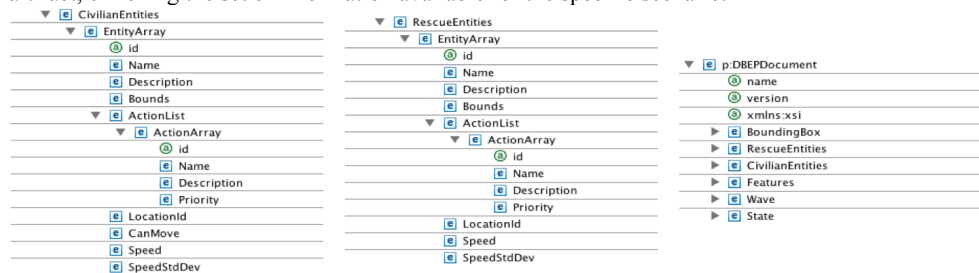 CivilianEntities
EntityArray
id
Name
Description
Bounds
ActionList
ActionArray
id
Name
Description
Priority
LocationId
CanMove
Speed
SpeedStdDev
RescueEntities
EntityArray
id
Name
Description
Bounds
ActionList
ActionArray
id
Name
Description
Priority
LocationId
Speed
SpeedStdDev
p:DBEPDocument
name
version
xmlns:xsi
BoundingBox
RescueEntities
CivilianEntities
Features
Wave
State